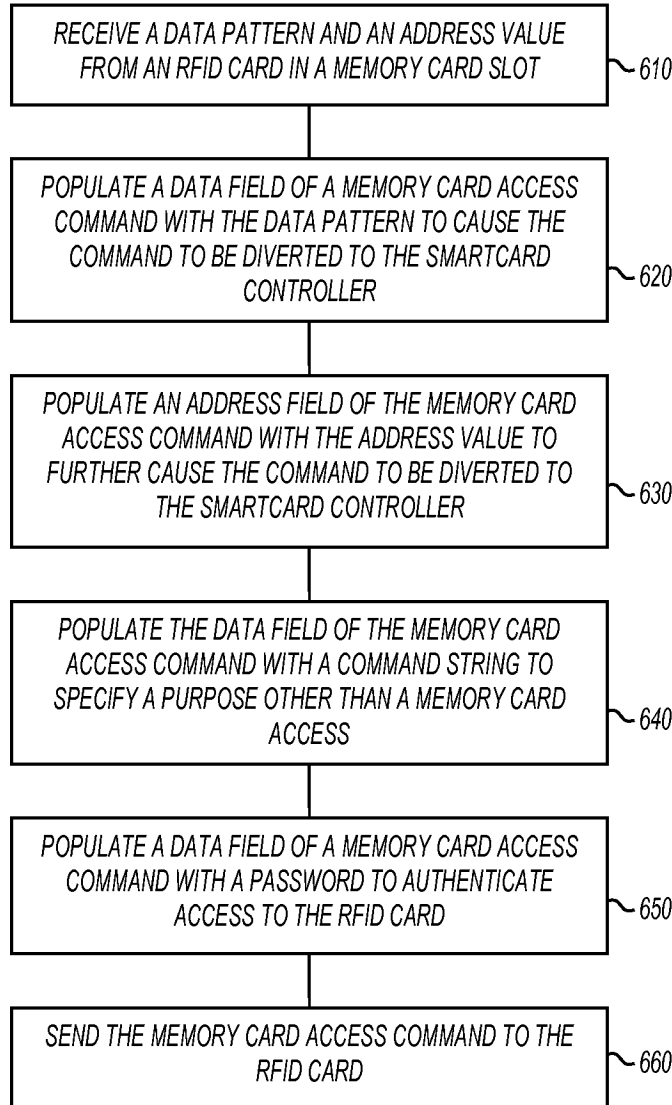 RECEIVE A DATA PATTERN AND AN ADDRESS VALUE
FROM AN RFID CARD IN A MEMORY CARD SLOT
610
POPULATE A DATA FIELD OF A MEMORY CARD ACCESS
COMMAND WITH THE DATA PATTERN TO CAUSE THE
COMMAND TO BE DIVERTED TO THE SMARTCARD
CONTROLLER
620
POPULATE AN ADDRESS FIELD OF THE MEMORY CARD
ACCESS COMMAND WITH THE ADDRESS VALUE TO
FURTHER CAUSE THE COMMAND TO BE DIVERTED TO
THE SMARTCARD CONTROLLER
630
POPULATE THE DATA FIELD OF THE MEMORY CARD
ACCESS COMMAND WITH A COMMAND STRING TO
SPECIFY A PURPOSE OTHER THAN A MEMORY CARD
ACCESS
640
POPULATE A DATA FIELD OF A MEMORY CARD ACCESS
COMMAND WITH A PASSWORD TO AUTHENTICATE
ACCESS TO THE RFID CARD
650
SEND THE MEMORY CARD ACCESS COMMAND TO THE
RFID CARD
660